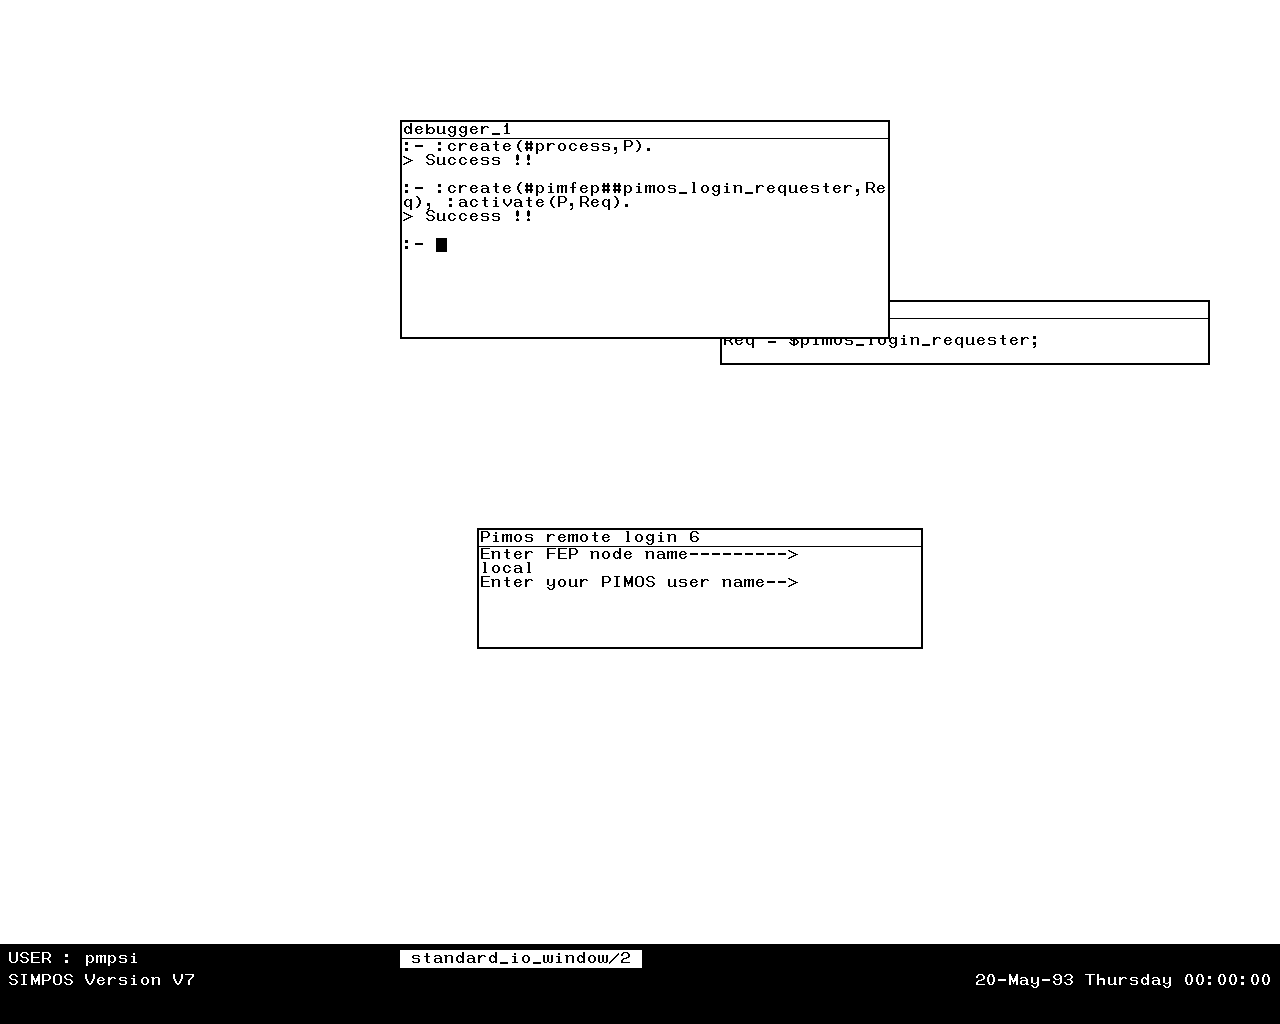 debugger_1
:- :create(#process,P).
> Success !!
:- :create(#pimfep##pimos_login_requester,Re
q), :activate(P,Req).
> Success !!
:-
Req = $pimos_login_requester;
Pimos remote login 6
Enter FEP node name--------->
local
Enter your PIMOS user name-->
USER : pmpsi
standard_io_window/2
SIMPOS Version V7
20-May-93 Thursday 00:00:00